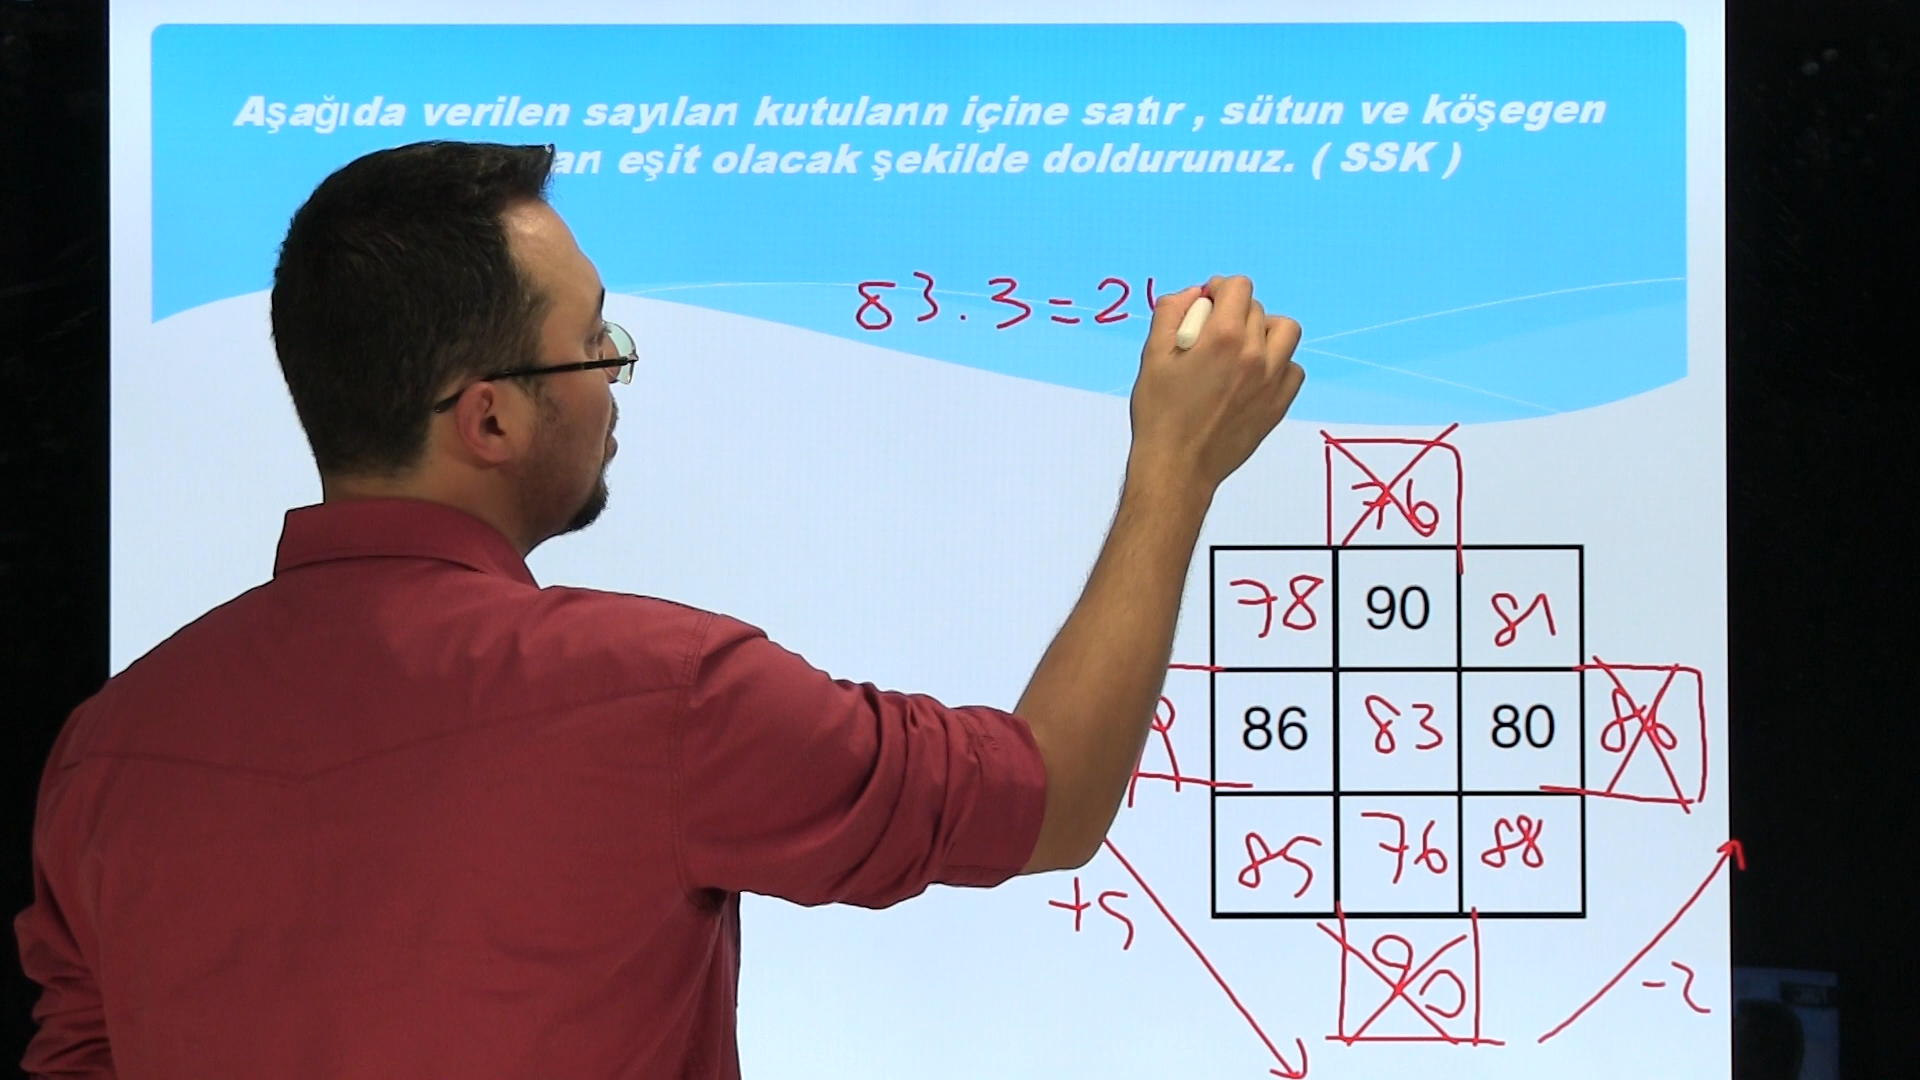 Aşağıda verilen sayıları kutuların içine satır , sütun ve köşegen
eşit olacak şekilde doldurunuz. ( SSK )
83.3=24
76
78 90 81
86 83 80 86
85 76 88
+5
90
-2